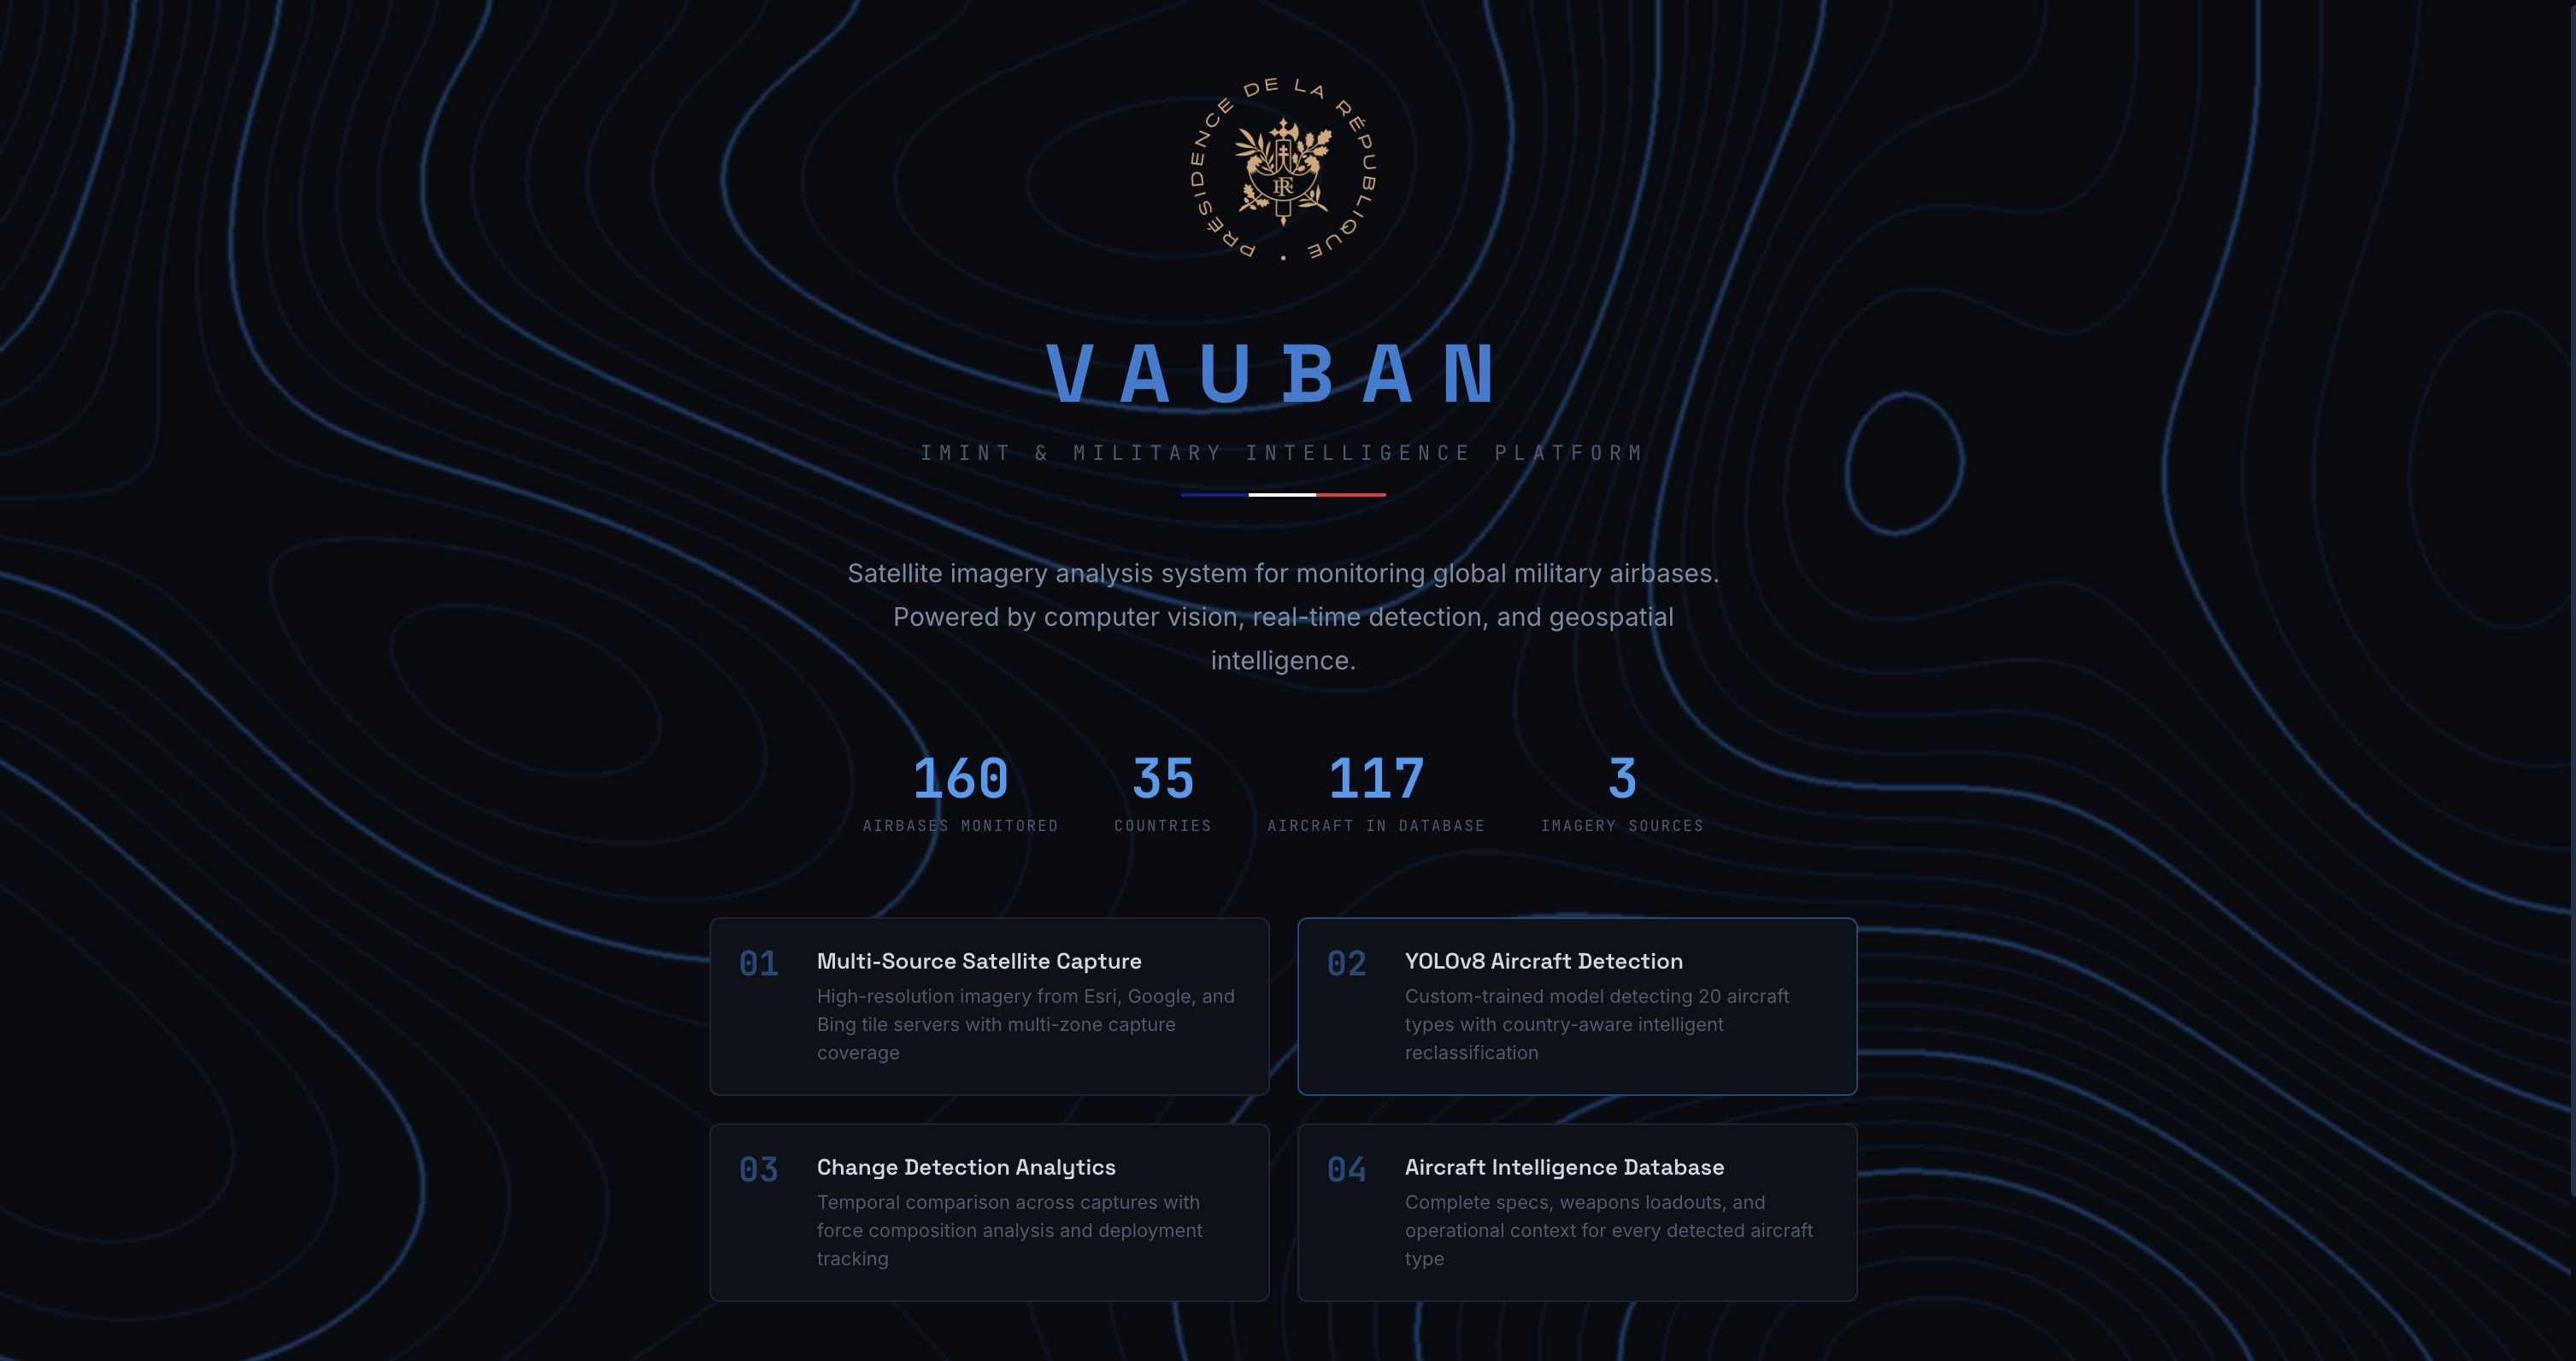 PRÉSIDENCE DE LA RÉPUBLIQUE •
RF
VAUBAN
IMINT & MILITARY INTELLIGENCE PLATFORM
Satellite imagery analysis system for monitoring global military airbases.
Powered by computer vision, real-time detection, and geospatial
intelligence.
160
AIRBASES MONITORED
35
COUNTRIES
117
AIRCRAFT IN DATABASE
3
IMAGERY SOURCES
01
Multi-Source Satellite Capture
High-resolution imagery from Esri, Google, and
Bing tile servers with multi-zone capture
coverage
02
YOLOv8 Aircraft Detection
Custom-trained model detecting 20 aircraft
types with country-aware intelligent
reclassification
03
Change Detection Analytics
Temporal comparison across captures with
force composition analysis and deployment
tracking
04
Aircraft Intelligence Database
Complete specs, weapons loadouts, and
operational context for every detected aircraft
type